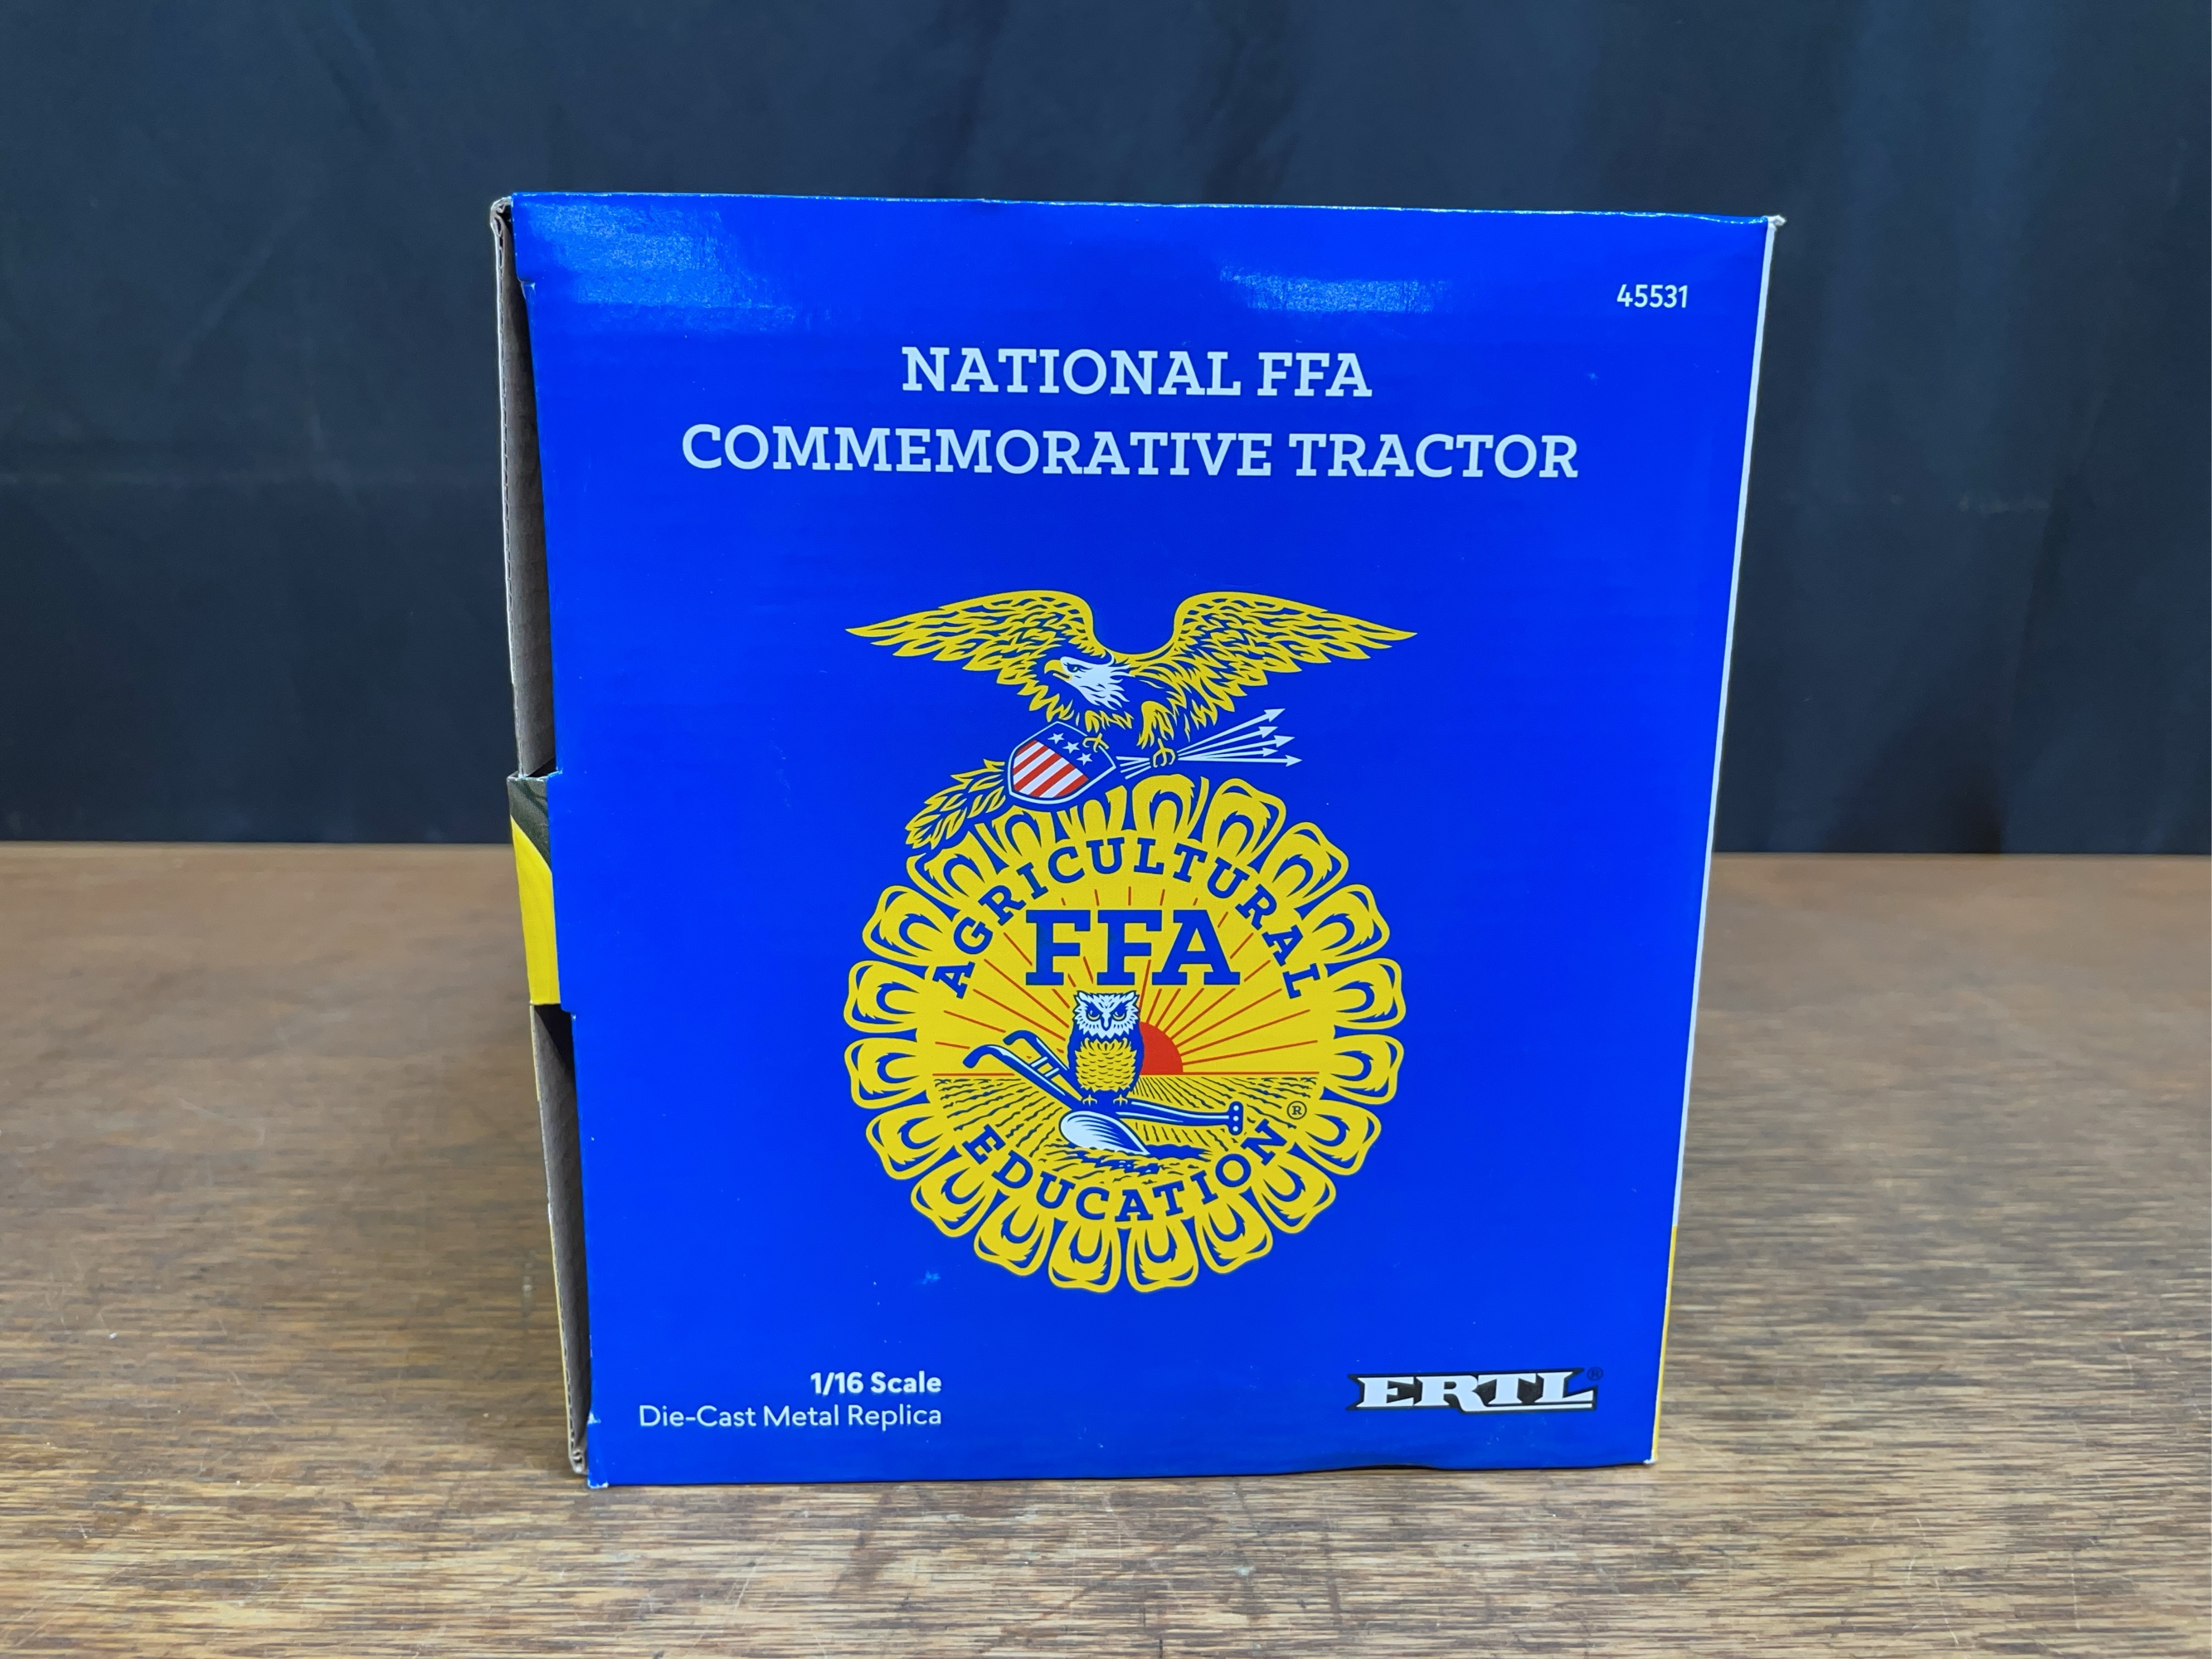 45531
NATIONAL FFA
COMMEMORATIVE TRACTOR
AGRICULTURAL
FFA
EDUCATION®
1/16 Scale
Die-Cast Metal Replica
ERTL®